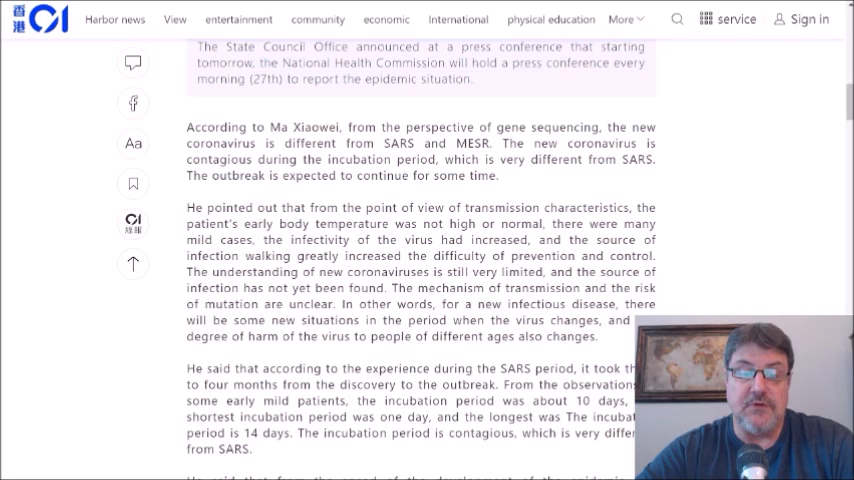 香港01
Harbor news View entertainment community economic International physical education More service Sign in
The State Council Office announced at a press conference that starting
tomorrow, the National Health Commission will hold a press conference every
morning (27th) to report the epidemic situation.
According to Ma Xiaowei, from the perspective of gene sequencing, the new
coronavirus is different from SARS and MESR. The new coronavirus is
contagious during the incubation period, which is very different from SARS.
The outbreak is expected to continue for some time.
Aa
He pointed out that from the point of view of transmission characteristics, the
patient's early body temperature was not high or normal, there were many
mild cases, the infectivity of the virus had increased, and the source of
infection walking greatly increased the difficulty of prevention and control.
The understanding of new coronaviruses is still very limited, and the source of
infection has not yet been found. The mechanism of transmission and the risk
of mutation are unclear. In other words, for a new infectious disease, there
will be some new situations in the period when the virus changes, and
degree of harm of the virus to people of different ages also changes.
01
線報
He said that according to the experience during the SARS period, it took
to four months from the discovery to the outbreak. From the observations
some early mild patients, the incubation period was about 10 days,
shortest incubation period was one day, and the longest was The
period is 14 days. The incubation period is contagious, which is very
from SARS.